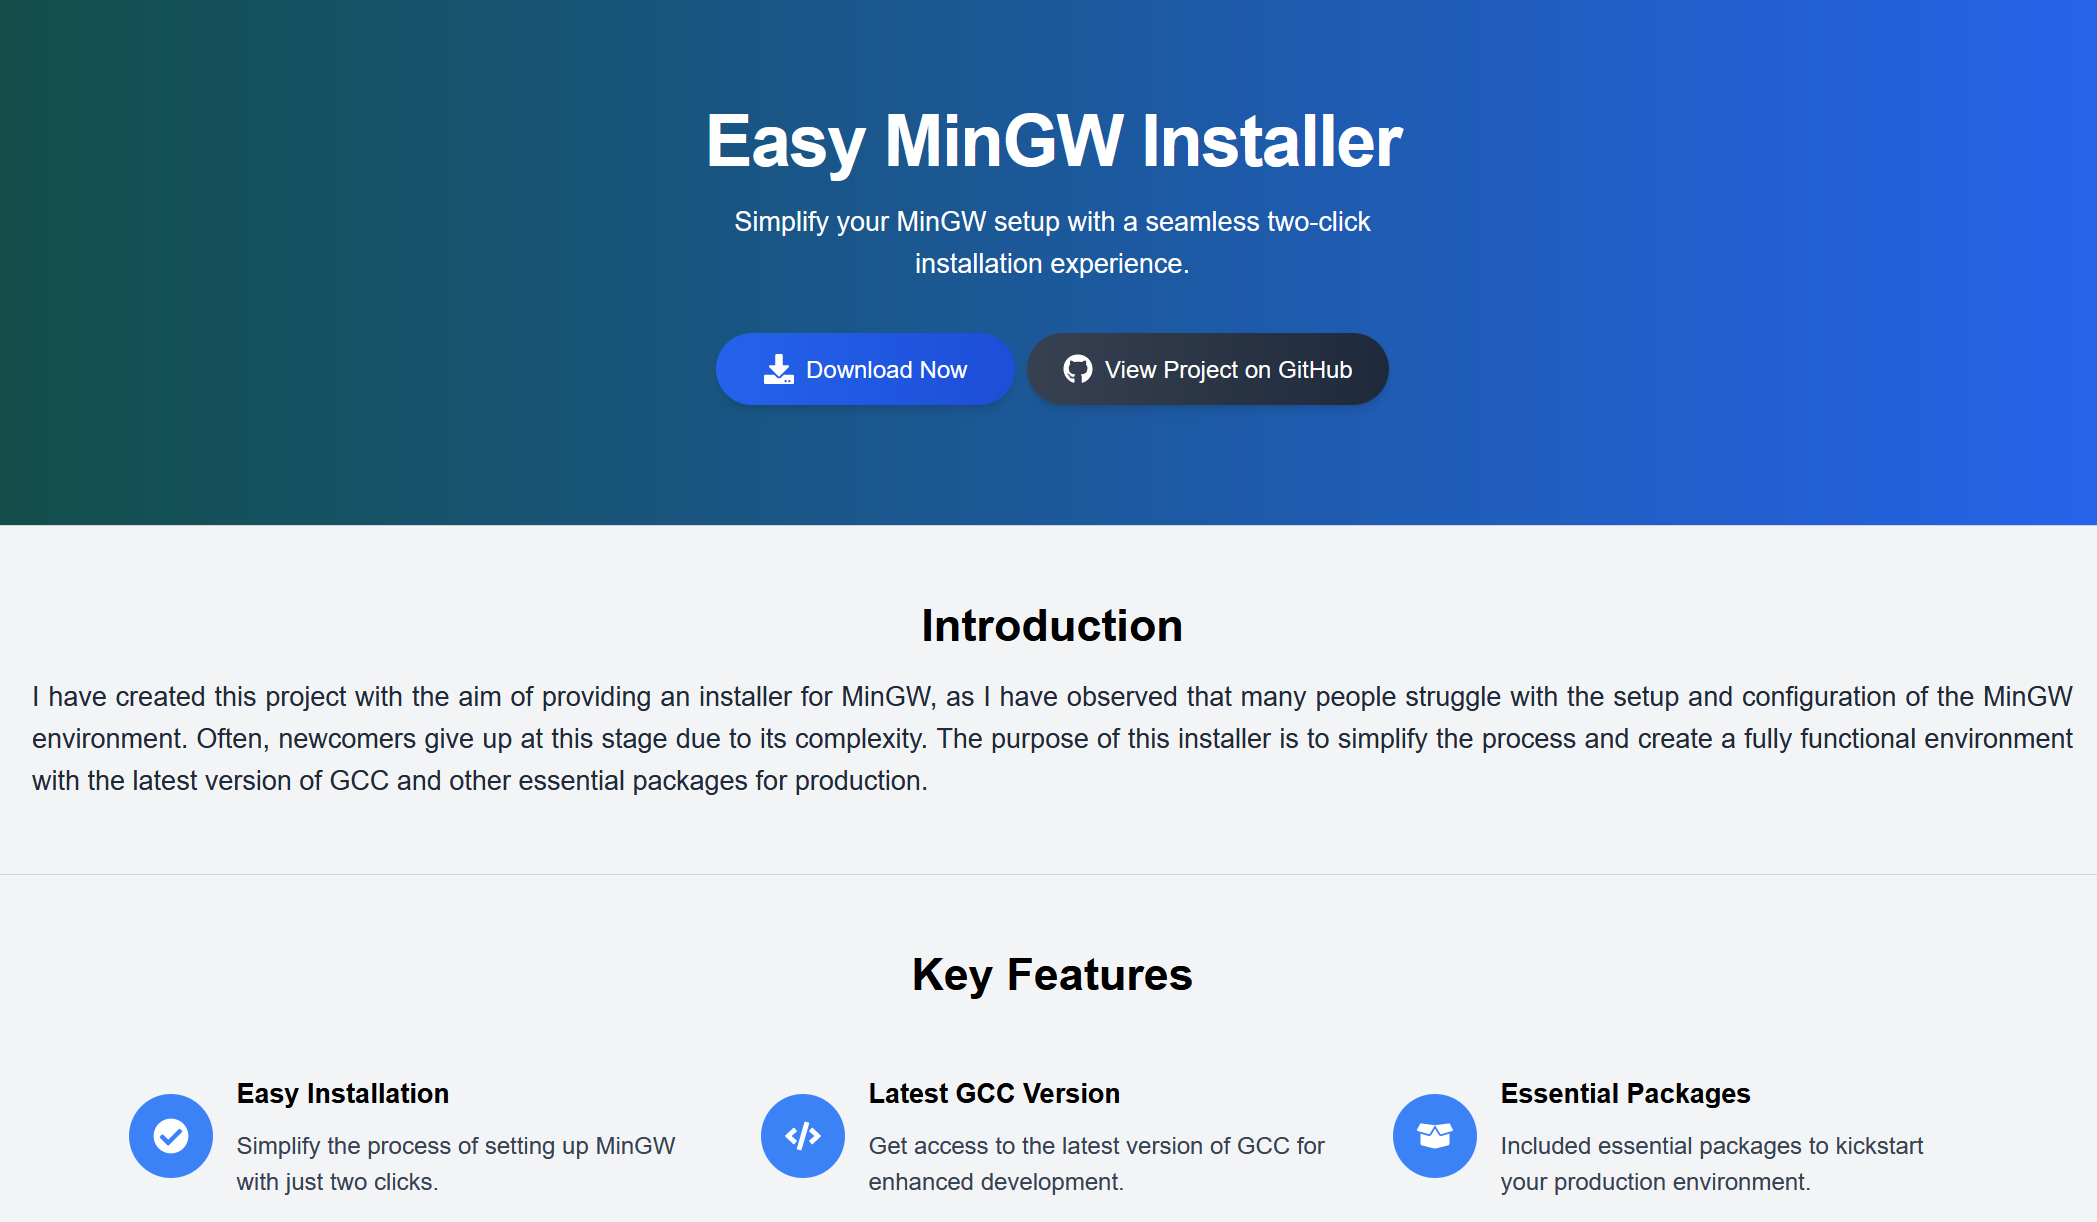 Easy MinGW Installer
Simplify your MinGW setup with a seamless two-click
installation experience.
Download Now
View Project on GitHub
Introduction
I have created this project with the aim of providing an installer for MinGW, as I have observed that many people struggle with the setup and configuration of the MinGW
environment. Often, newcomers give up at this stage due to its complexity. The purpose of this installer is to simplify the process and create a fully functional environment
with the latest version of GCC and other essential packages for production.
Key Features
Easy Installation
Simplify the process of setting up MinGW
with just two clicks.
Latest GCC Version
Get access to the latest version of GCC for
enhanced development.
Essential Packages
Included essential packages to kickstart
your production environment.